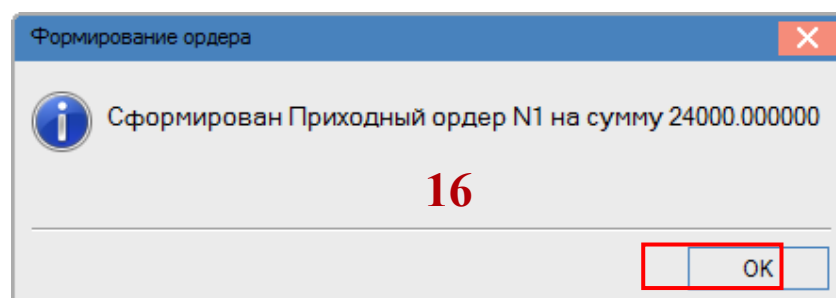 Формирование ордера
Сформирован Приходный ордер N1 на сумму 24000.000000
16
OK